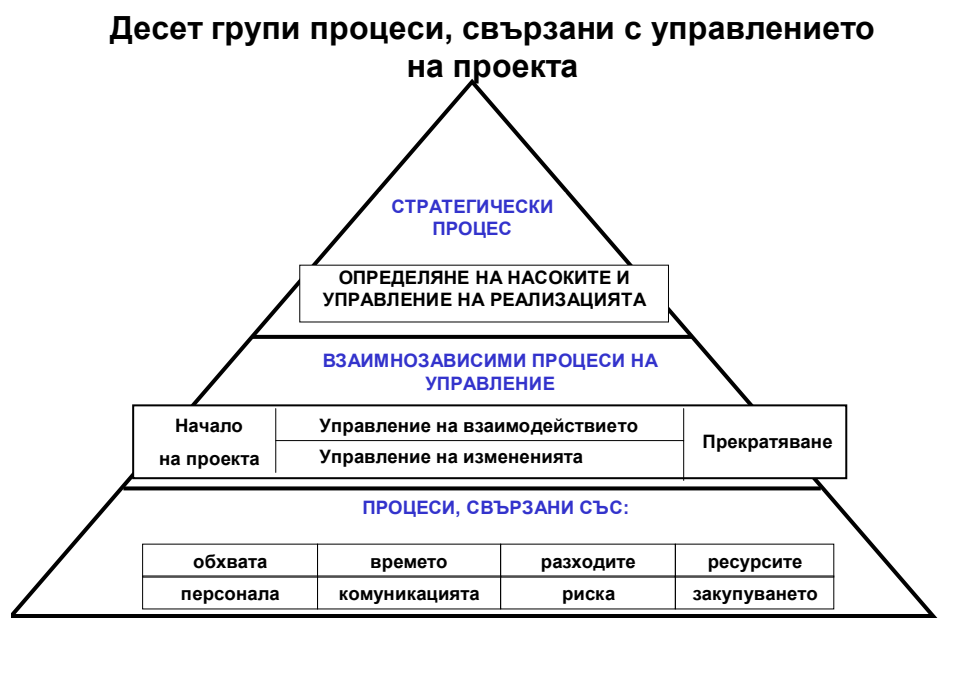 Десет групи процеси, свързани с управлението
на проекта
СТРАТЕГИЧЕСКИ
ПРОЦЕС
ОПРЕДЕЛЯНЕ НА НАСОКИТЕ И
УПРАВЛЕНИЕ НА РЕАЛИЗАЦИЯТА
ВЗАИМНОЗАВИСИМИ ПРОЦЕСИ НА
УПРАВЛЕНИЕ
Начало
на проекта
Управление на взаимодействието
Управление на измененията
Прекратяване
ПРОЦЕСИ, СВЪРЗАНИ СЪС:
обхвата времето разходите ресурсите
персонала комуникацията риска закупуването